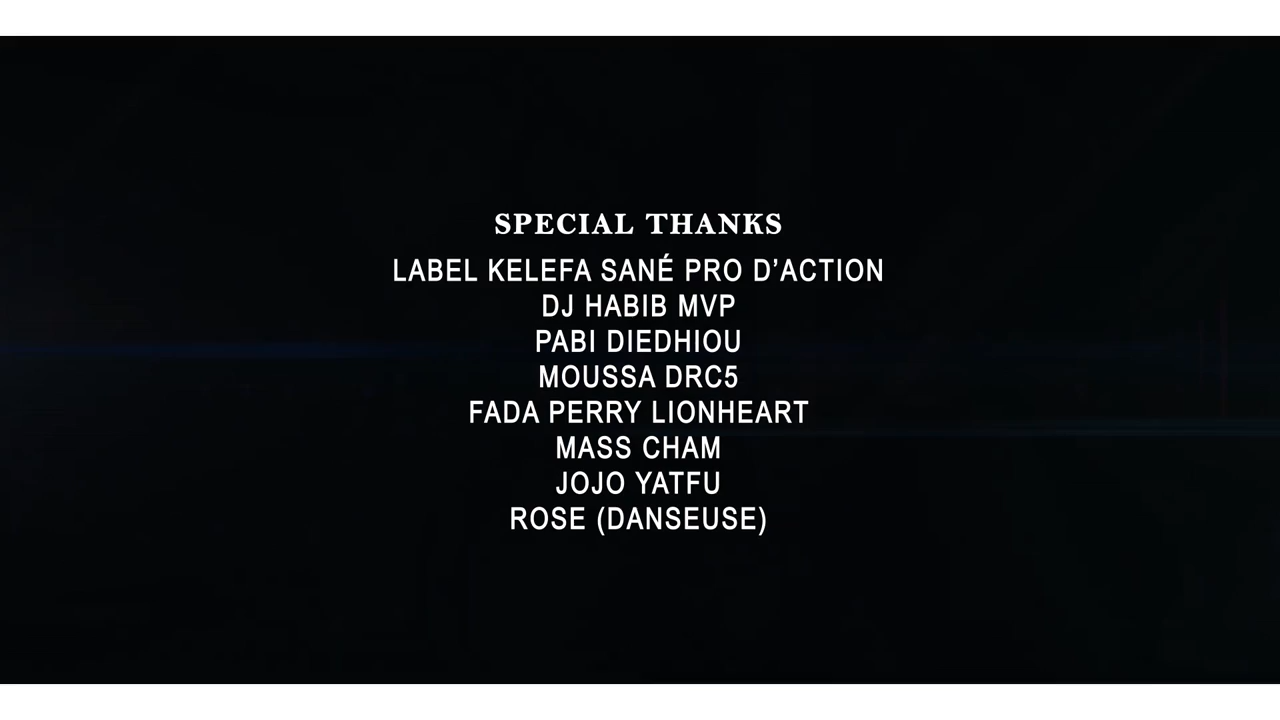 SPECIAL THANKS
LABEL KELEFA SANÉ PRO D’ACTION
DJ HABIB MVP
PABI DIEDHIOU
MOUSSA DRC5
FADA PERRY LIONHEART
MASS CHAM
JOJO YATFU
ROSE (DANSEUSE)